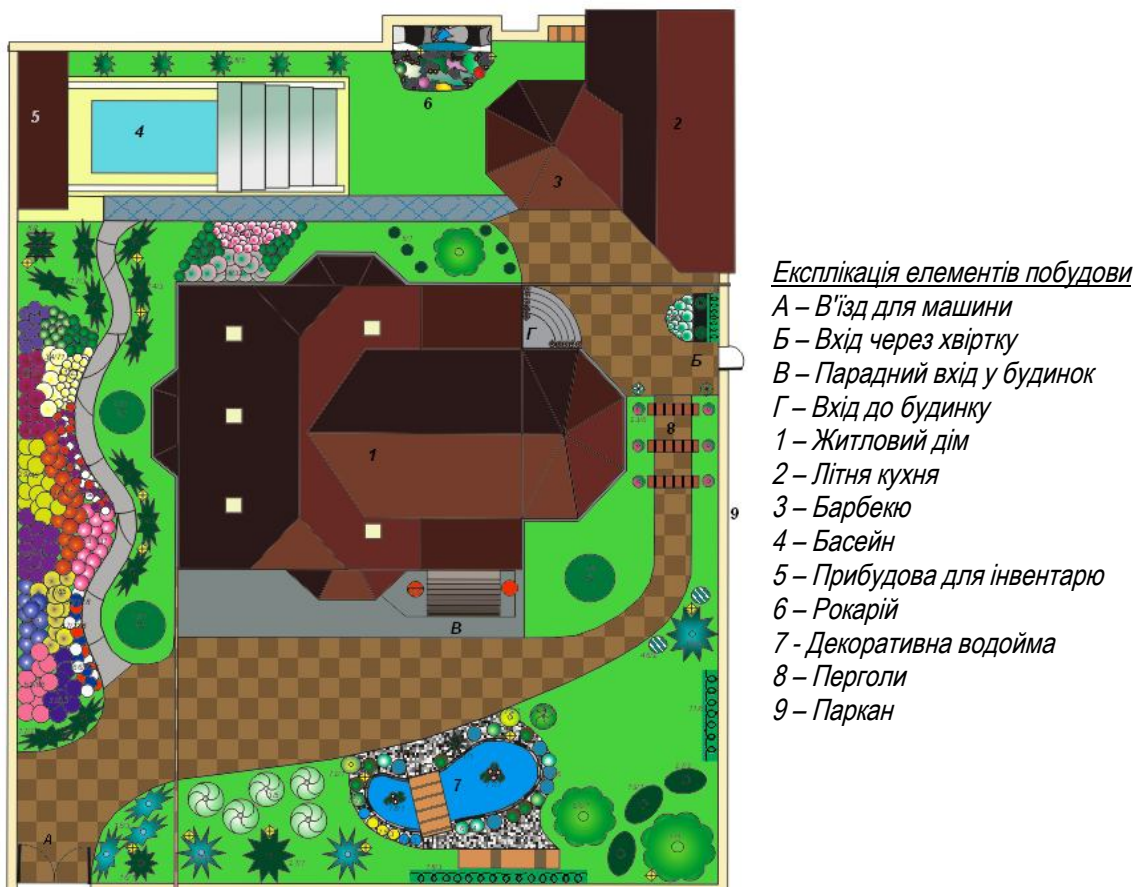 5
4
6
2
3
Г
Б
8
1
9
В
7
А
Експлікація елементів побудови
А – В'їзд для машини
Б – Вхід через хвіртку
В – Парадний вхід у будинок
Г – Вхід до будинку
1 – Житловий дім
2 – Літня кухня
3 – Барбекю
4 – Басейн
5 – Прибудова для інвентарю
6 – Рокарій
7 - Декоративна водойма
8 – Перголи
9 – Паркан